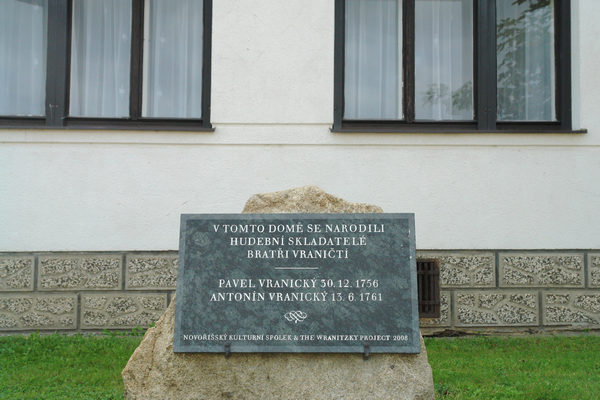 V TOMTO DOMĚ SE NARODILI
HUDEBNÍ SKLADATELÉ
BRATŘI VRANIČTÍ
PAVEL VRANICKÝ 30. 12. 1756
ANTONÍN VRANICKÝ 13. 6 1761
NOVOŘÍŠSKÝ KULTURNÍ SPOLEK & THE WRANITZKY PROJECT 2008